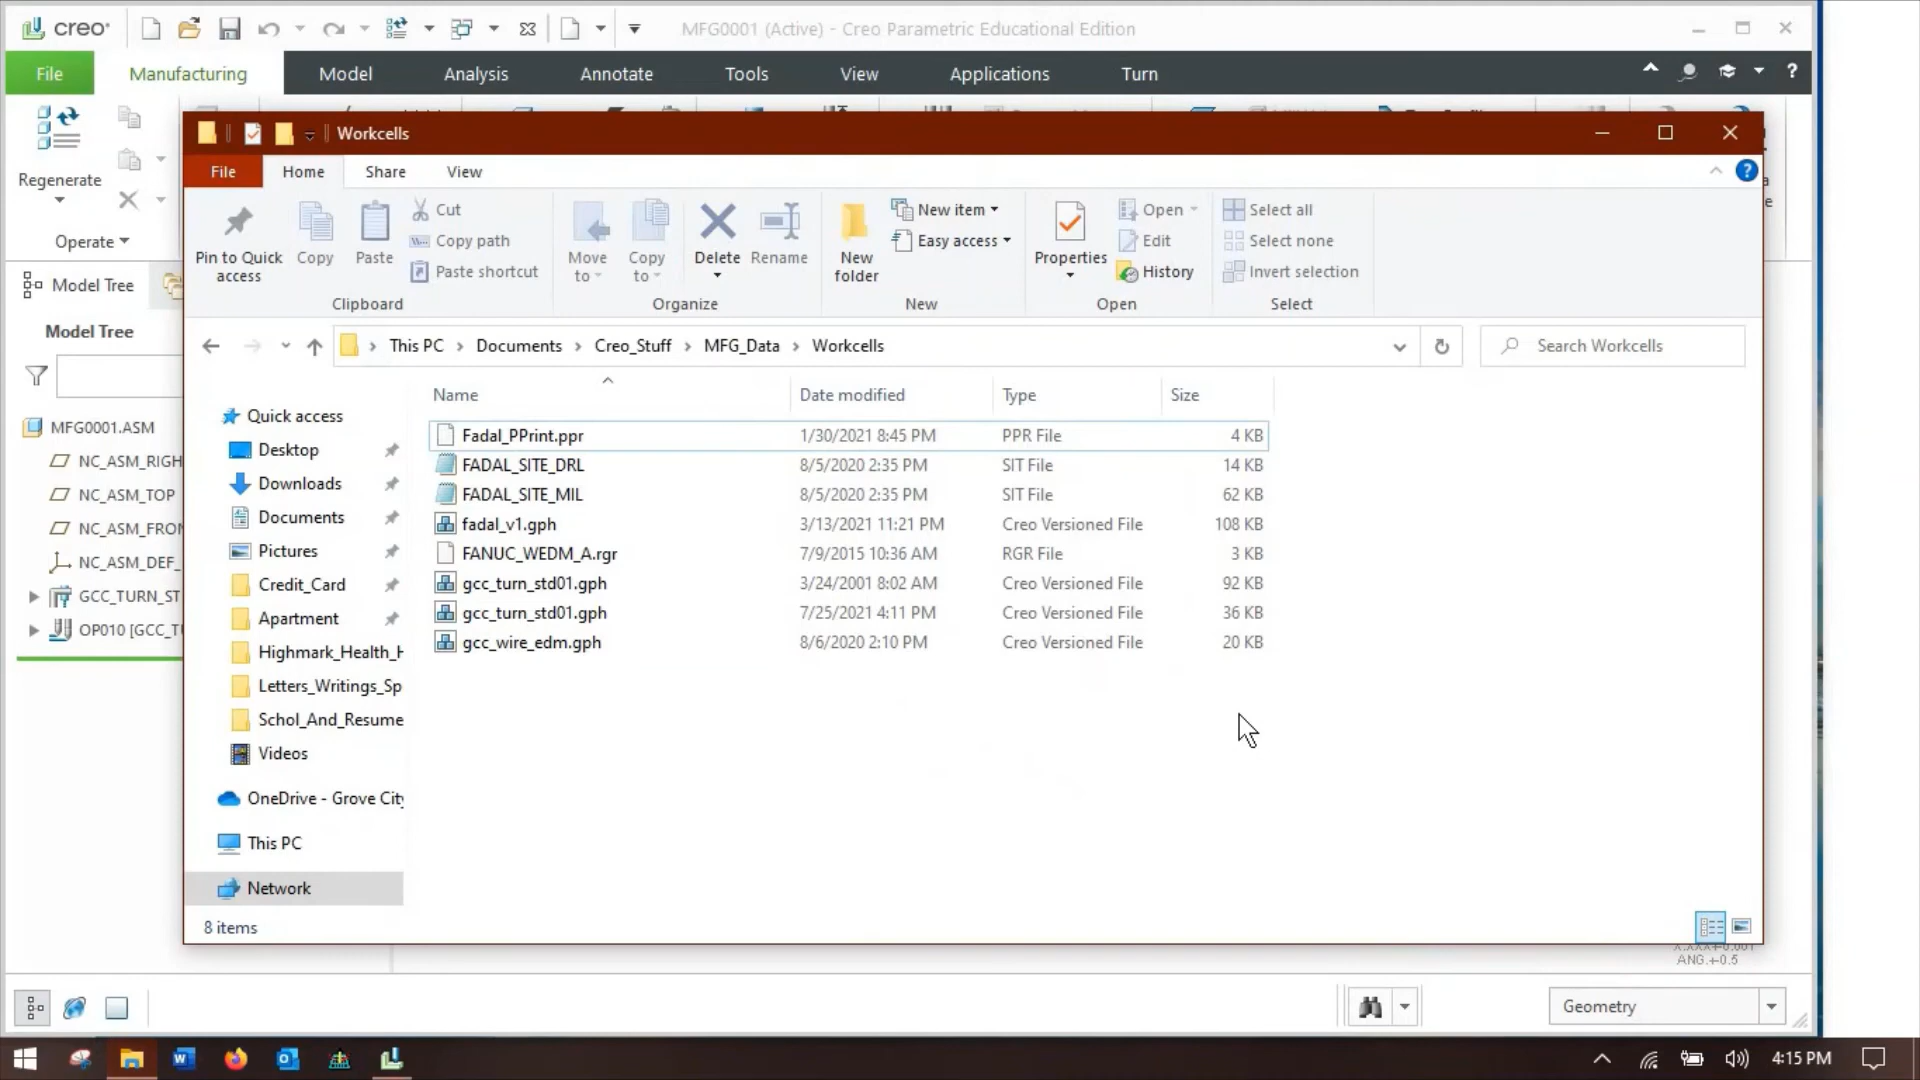 creo
MFG0001 (Active) - Creo Parametric Educational Edition
File
Manufacturing
Model
Analysis
Annotate
Tools
View
Applications
Turn
Regenerate
Operate
Model Tree
Model Tree
MFG0001.ASM
NC_ASM_RIGH
NC_ASM_TOP
NC_ASM_FRON
NC_ASM_DEF_
GCC_TURN_ST
OP010 [GCC_TU
Workcells
File
Home
Share
View
Pin to Quick access
Copy
Paste
Cut
Copy path
Paste shortcut
Clipboard
Move to
Copy to
Delete
Rename
Organize
New folder
New item
Easy access
New
Properties
Open
Edit
History
Open
Select all
Select none
Invert selection
Select
This PC > Documents > Creo_Stuff > MFG_Data > Workcells
Search Workcells
Quick access
Desktop
Downloads
Documents
Pictures
Credit_Card
Apartment
Highmark_Health_H
Letters_Writings_Sp
Schol_And_Resume
Videos
OneDrive - Grove City
This PC
Network
Name Date modified Type Size
Fadal_PPrint.ppr 1/30/2021 8:45 PM PPR File 4 KB
FADAL_SITE_DRL 8/5/2020 2:35 PM SIT File 14 KB
FADAL_SITE_MIL 8/5/2020 2:35 PM SIT File 62 KB
fadal_v1.gph 3/13/2021 11:21 PM Creo Versioned File 108 KB
FANUC_WEDM_A.rgr 7/9/2015 10:36 AM RGR File 3 KB
gcc_turn_std01.gph 3/24/2001 8:02 AM Creo Versioned File 92 KB
gcc_turn_std01.gph 7/25/2021 4:11 PM Creo Versioned File 36 KB
gcc_wire_edm.gph 8/6/2020 2:10 PM Creo Versioned File 20 KB
8 items
ANG.+-0.5
Geometry
4:15 PM